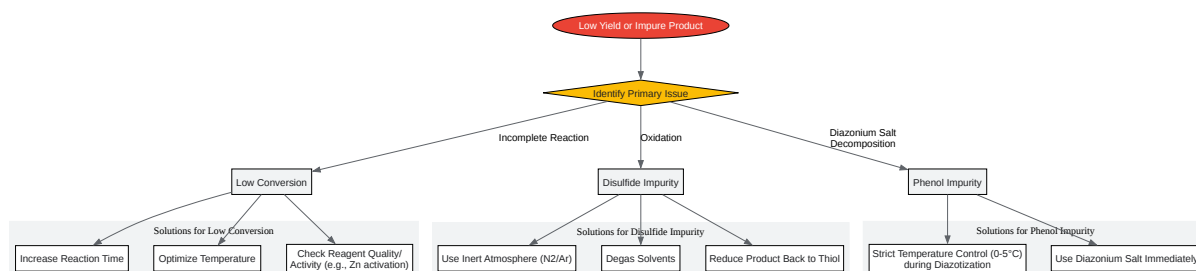 Low Yield or Impure Product
Identify Primary Issue
Incomplete Reaction
Oxidation
Diazonium Salt
Decomposition
Low Conversion
Disulfide Impurity
Phenol Impurity
Solutions for Low Conversion
Increase Reaction Time
Optimize Temperature
Check Reagent Quality/
Activity (e.g., Zn activation)
Solutions for Disulfide Impurity
Use Inert Atmosphere (N2/Ar)
Degas Solvents
Reduce Product Back to Thiol
Solutions for Phenol Impurity
Strict Temperature Control (0-5°C)
during Diazotization
Use Diazonium Salt Immediately